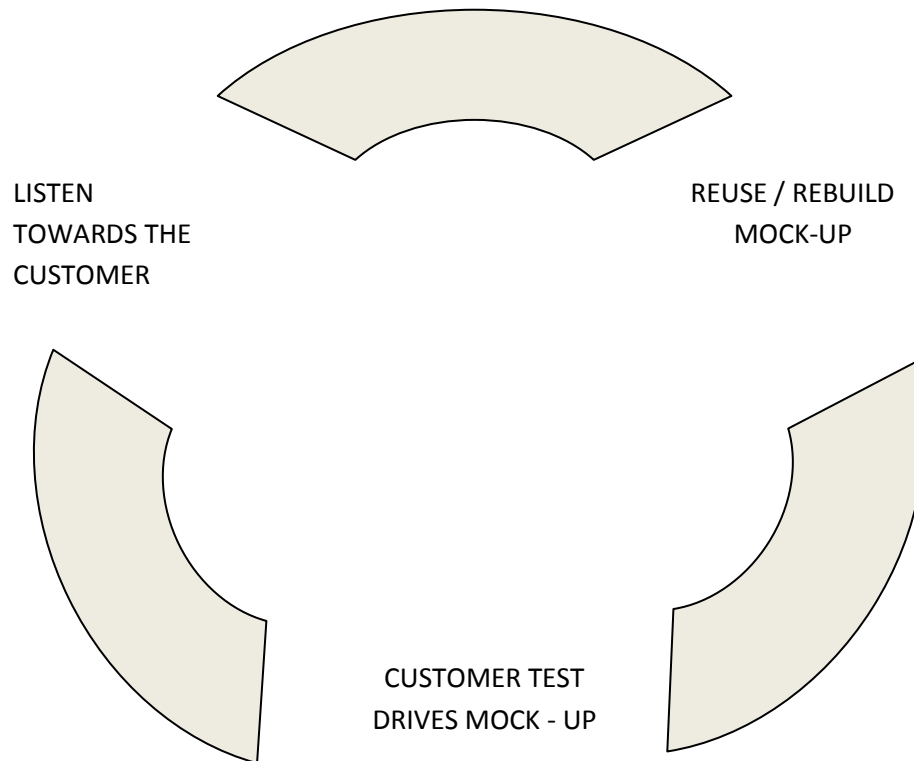 LISTEN
TOWARDS THE
CUSTOMER
REUSE / REBUILD
MOCK-UP
CUSTOMER TEST
DRIVES MOCK - UP